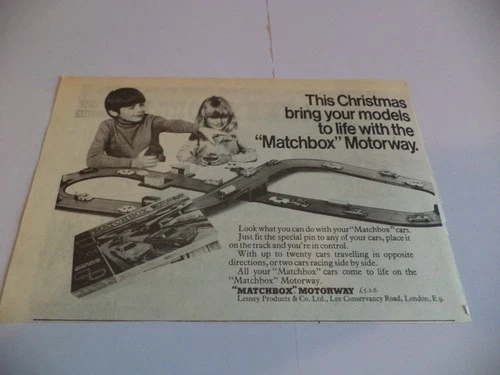 This Christmas
bring your models
to life with the
“Matchbox” Motorway.
Look what you can do with your “Matchbox” cars.
Just fit the special pin to any of your cars, place it
on the track and you're in control.
With up to twenty cars travelling in opposite
directions, or two cars racing side by side.
All your “Matchbox” cars come to life on the
“Matchbox” Motorway.
“MATCHBOX” MOTORWAY £5.2.6.
Lesney Products & Co. Ltd., Lee Conservancy Road, London, E.9.
MATCHBOX